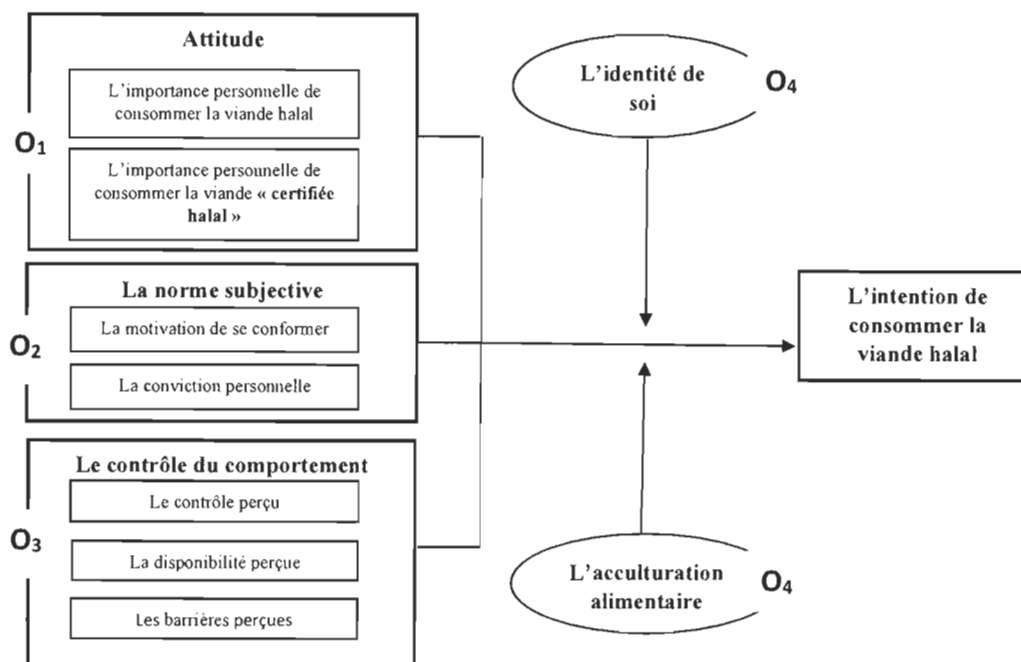 Attitude
L'importance personnelle de
consommer la viande halal
O1
L'importance personnelle de
consommer la viande « certifiée
halal »
La norme subjective
La motivation de se conformer
O2
La conviction personnelle
Le contrôle du comportement
Le contrôle perçu
O3
La disponibilité perçue
Les barrières perçues
L'identité de
soi
O4
L'acculturation
alimentaire
O4
L'intention de
consommer la
viande halal